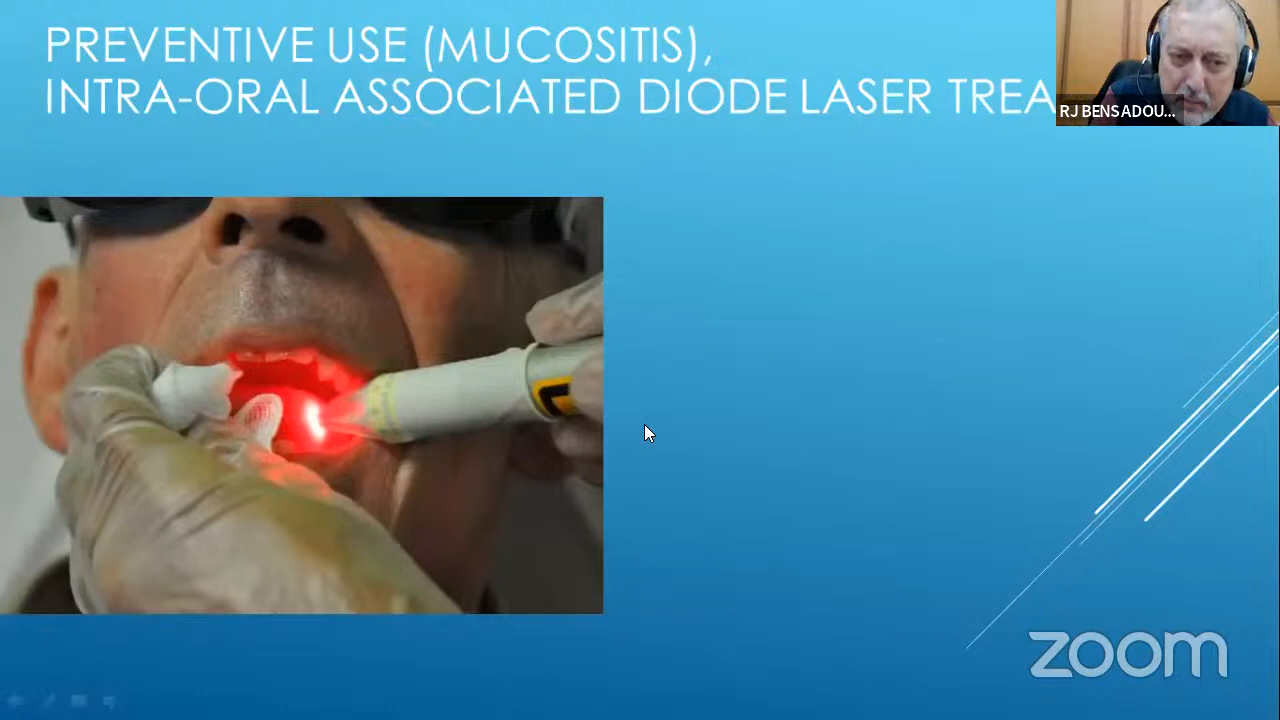 PREVENTIVE USE (MUCOSITIS),
INTRA-ORAL ASSOCIATED DIODE LASER TREA
RJ BENSADOU...
zoom